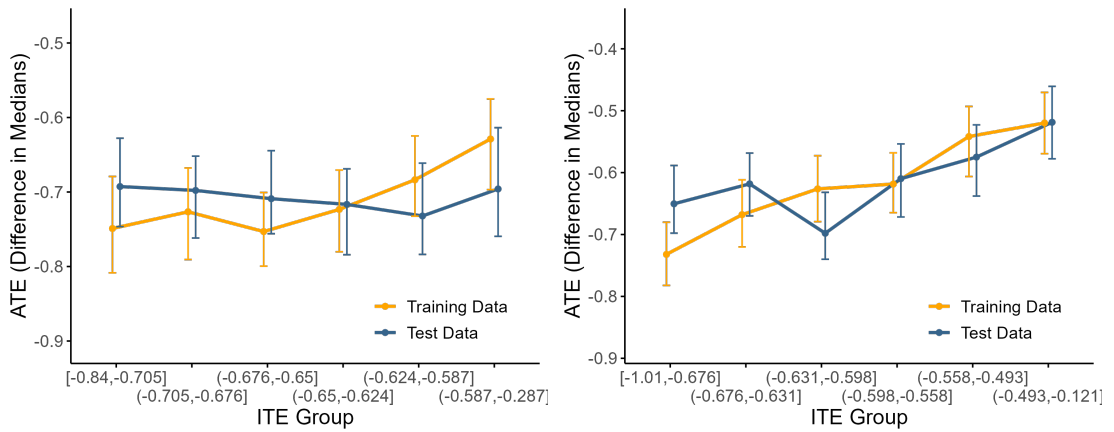 ATE (Difference in Medians)
-0.5
-0.6
-0.7
-0.8
-0.9
Training Data
Test Data
[-0.84,-0.705]
(-0.676,-0.65]
(-0.624,-0.587]
(-0.705,-0.676]
(-0.65,-0.624]
(-0.587,-0.287]
ITE Group
ATE (Difference in Medians)
-0.4
-0.5
-0.6
-0.7
-0.8
-0.9
Training Data
Test Data
[-1.01,-0.676]
(-0.631,-0.598]
(-0.558,-0.493]
(-0.676,-0.631]
(-0.598,-0.558]
(-0.493,-0.121]
ITE Group